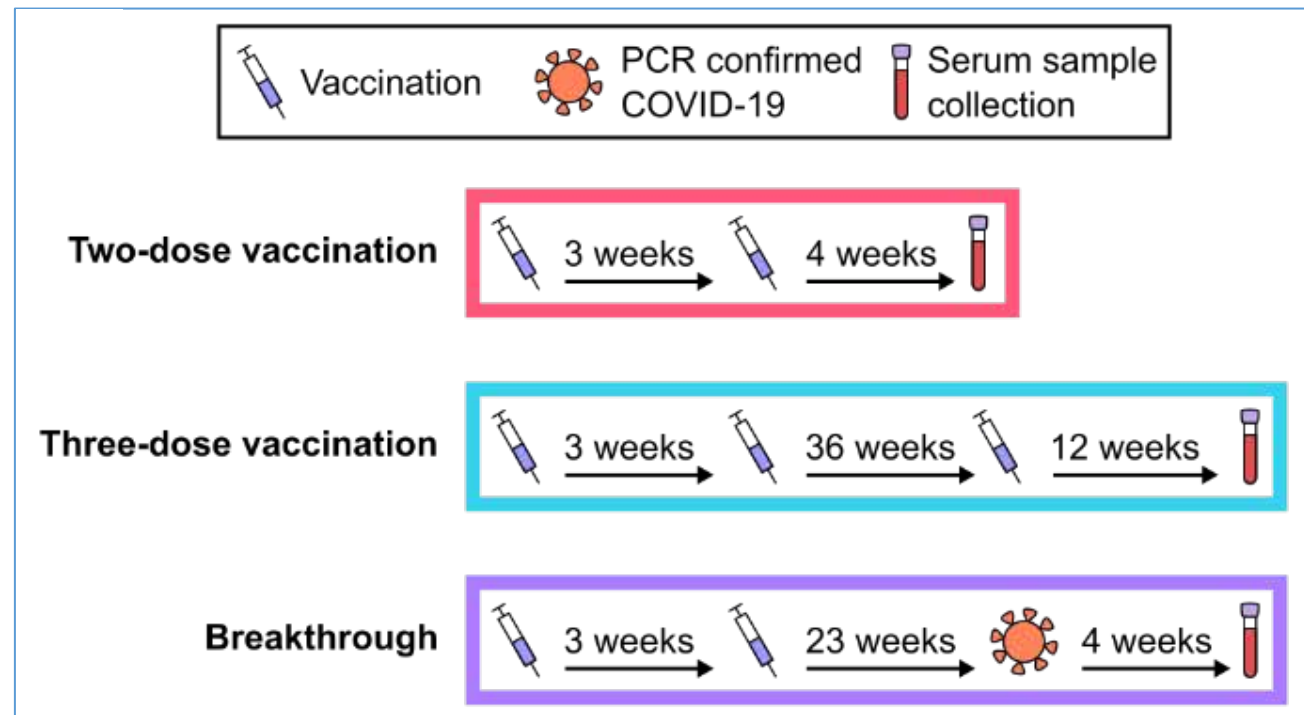 Vaccination
PCR confirmed
COVID-19
Serum sample
collection
Two-dose vaccination
3 weeks
4 weeks
Three-dose vaccination
3 weeks
36 weeks
12 weeks
Breakthrough
3 weeks
23 weeks
4 weeks